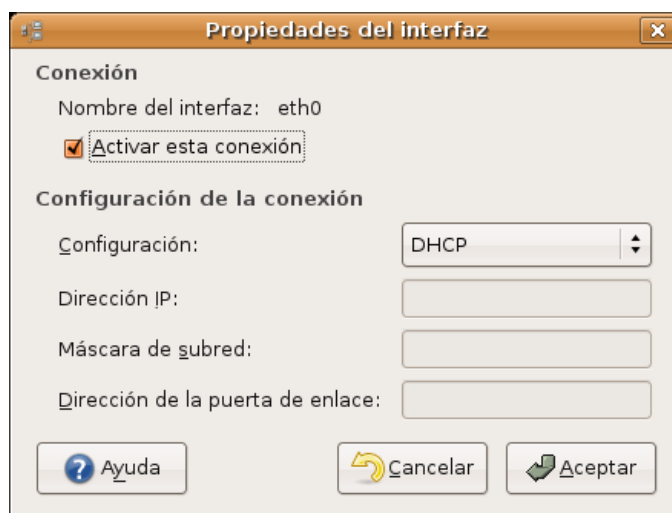 Propiedades del interfaz
Conexión
Nombre del interfaz: eth0
Activar esta conexión
Configuración de la conexión
Configuración: DHCP
Dirección IP:
Máscara de subred:
Dirección de la puerta de enlace:
Ayuda Cancelar Aceptar